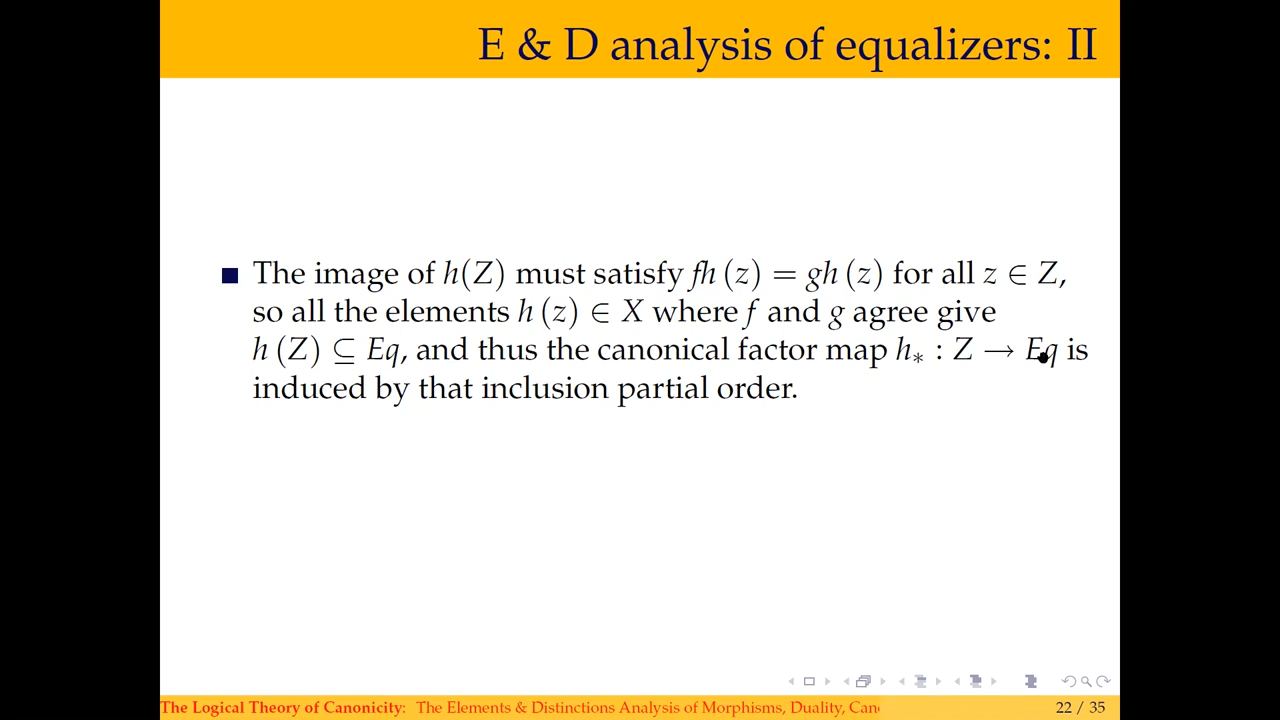 E & D analysis of equalizers: II
The image of h(Z) must satisfy fh (z) = gh (z) for all z ∈ Z,
so all the elements h (z) ∈ X where f and g agree give
h (Z) ⊆ Eq, and thus the canonical factor map h∗ : Z → Eq is
induced by that inclusion partial order.
The Logical Theory of Canonicity: The Elements & Distinctions Analysis of Morphisms, Duality, Can
22 / 35